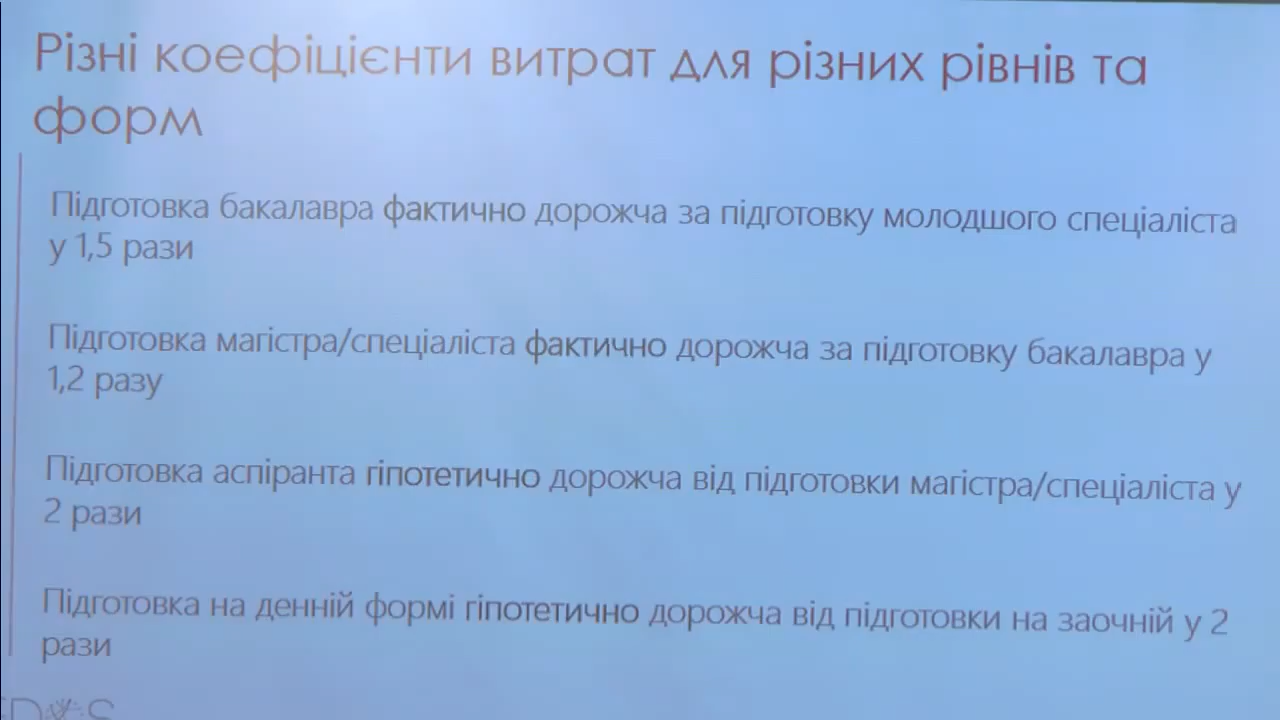 Різні коефіцієнти витрат для різних рівнів та
форм
Підготовка бакалавра фактично дорожча за підготовку молодшого спеціаліста
у 1,5 рази
Підготовка магістра/спеціаліста фактично дорожча за підготовку бакалавра у
1,2 разу
Підготовка аспіранта гіпотетично дорожча від підготовки магістра/спеціаліста у
2 рази
Підготовка на денній формі гіпотетично дорожча від підготовки на заочній у 2
рази